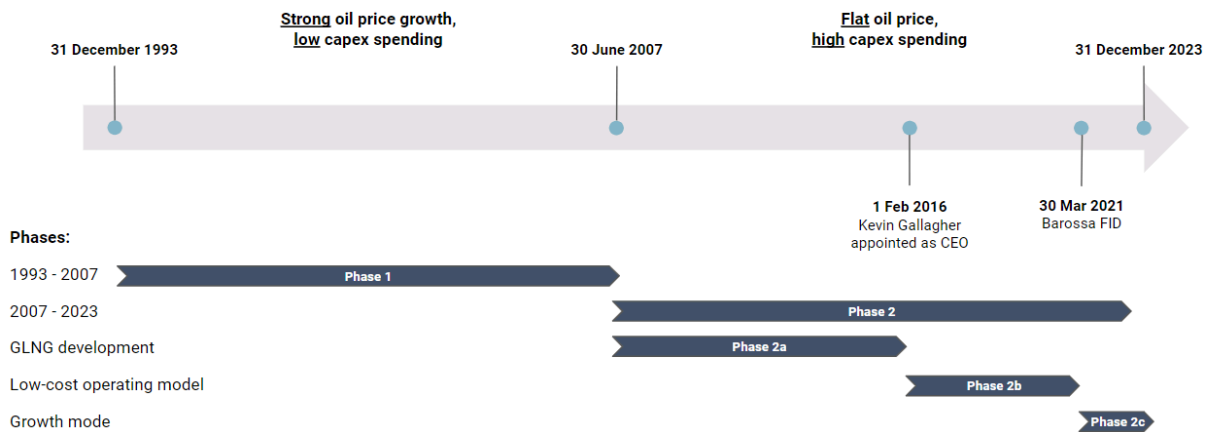 Strong oil price growth,
low capex spending
Flat oil price,
high capex spending
31 December 1993
30 June 2007
31 December 2023
1 Feb 2016
Kevin Gallagher
appointed as CEO
30 Mar 2021
Barossa FID
Phases:
1993 - 2007
Phase 1
2007 - 2023
Phase 2
GLNG development
Phase 2a
Low-cost operating model
Phase 2b
Growth mode
Phase 2c